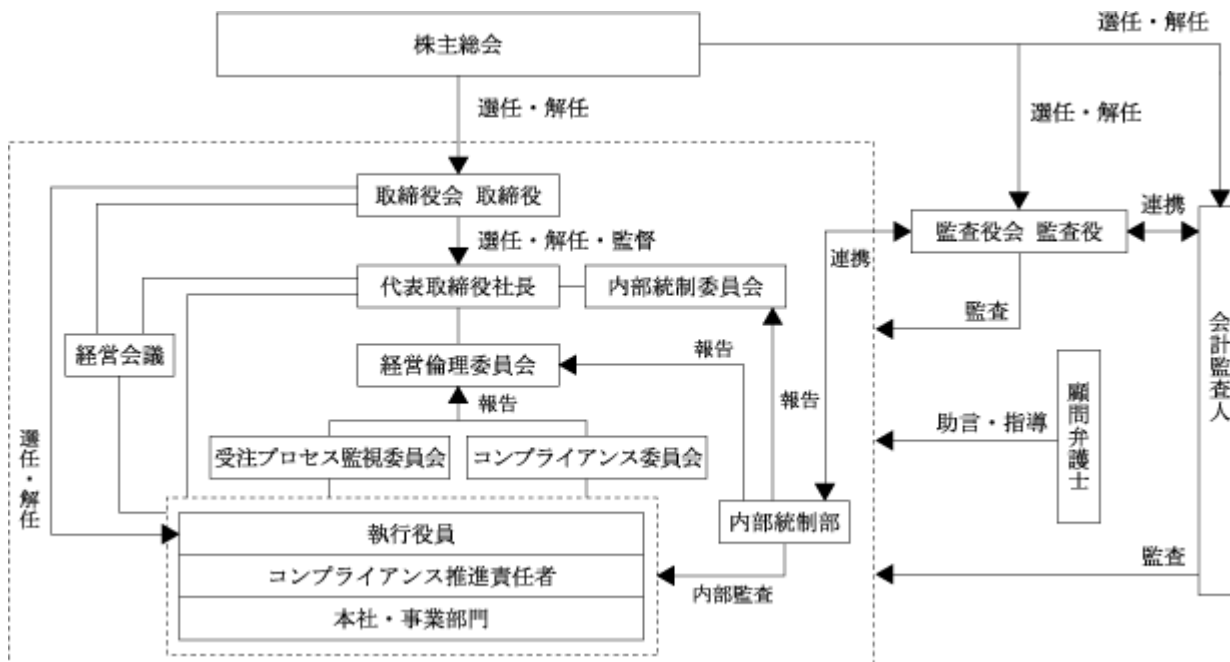 株主総会
選任・解任
選任・解任
選任・解任
取締役会 取締役
監査役会 監査役
連携
選任・解任・監督
連携
代表取締役社長
内部統制委員会
監査
会計監査人
経営会議
経営倫理委員会
報告
報告
報告
顧問弁護士
助言・指導
選任・解任
受注プロセス監視委員会
コンプライアンス委員会
内部統制部
執行役員
コンプライアンス推進責任者
内部監査
監査
本社・事業部門